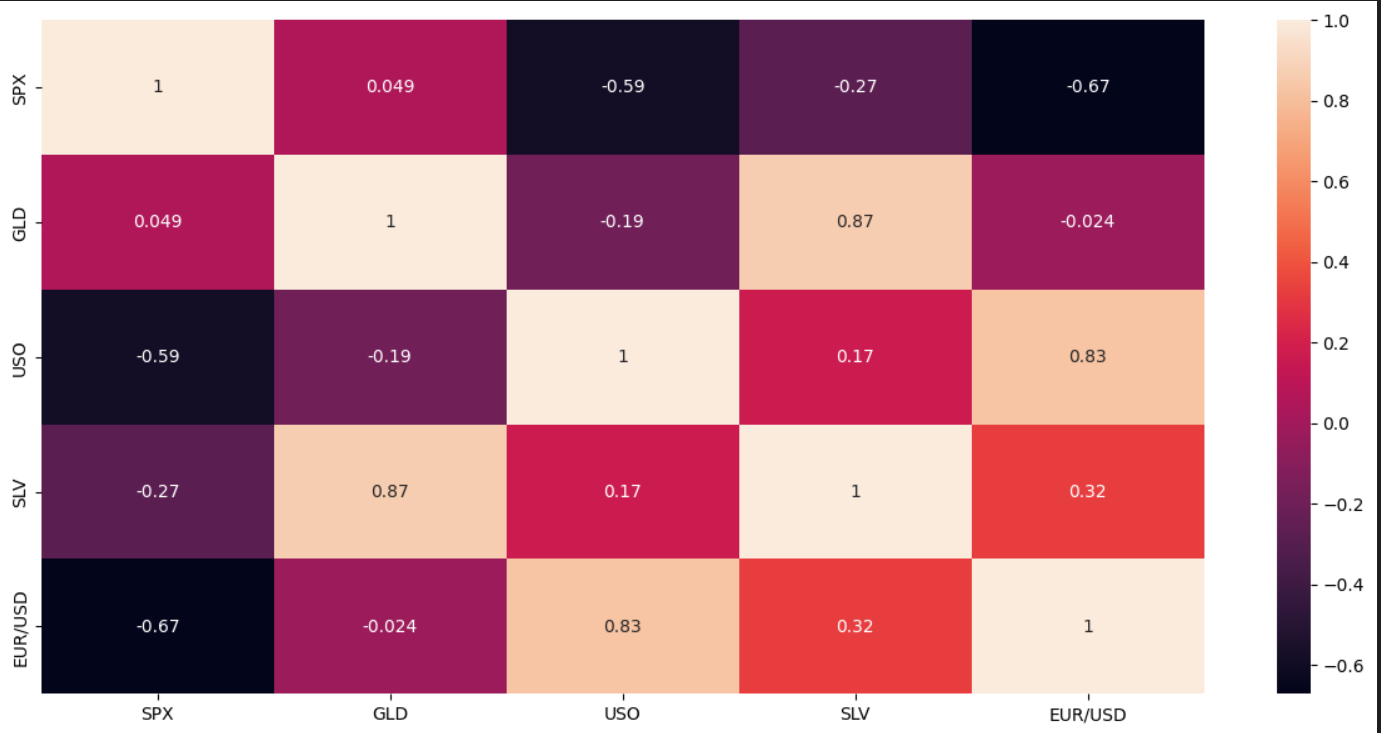 SPX 1 0.049 -0.59 -0.27 -0.67
GLD 0.049 1 -0.19 0.87 -0.024
USO -0.59 -0.19 1 0.17 0.83
SLV -0.27 0.87 0.17 1 0.32
EUR/USD -0.67 -0.024 0.83 0.32 1
SPX GLD USO SLV EUR/USD
1.0
0.8
0.6
0.4
0.2
0.0
−0.2
−0.4
−0.6